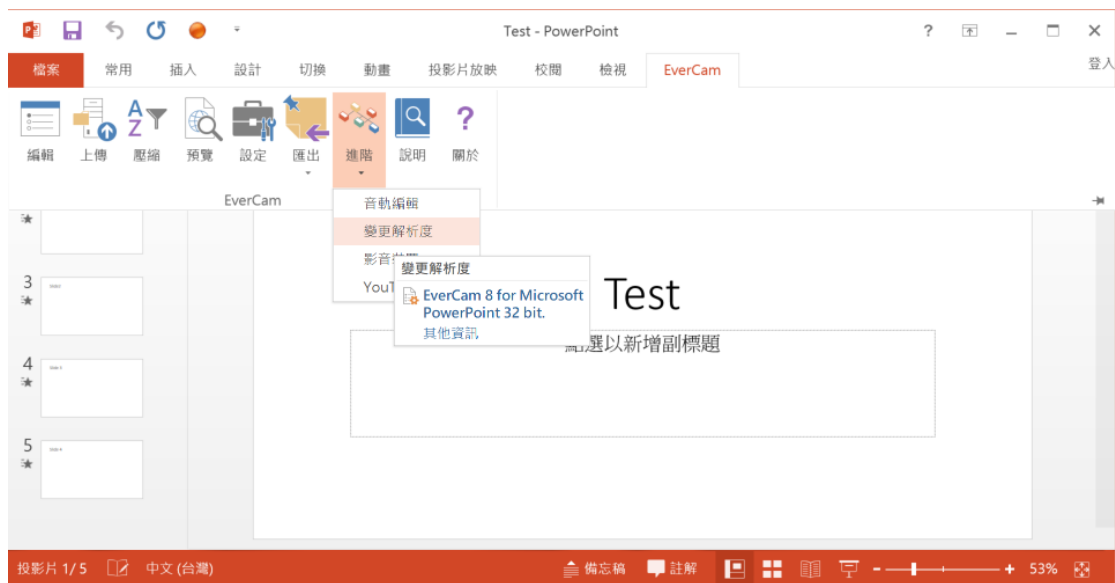 Test - PowerPoint
?
登入
檔案 常用 插入 設計 切換 動畫 投影片放映 校閱 檢視 EverCam
編輯 上傳 壓縮 預覽 設定 匯出 進階 說明 關於
EverCam
音軌編輯
變更解析度
影音
YouT
變更解析度
EverCam 8 for Microsoft
PowerPoint 32 bit.
其他資訊
3
4
5
Test
選以新增副標題
投影片 1/5 中文 (台灣) 備忘稿 註解 - + 53%